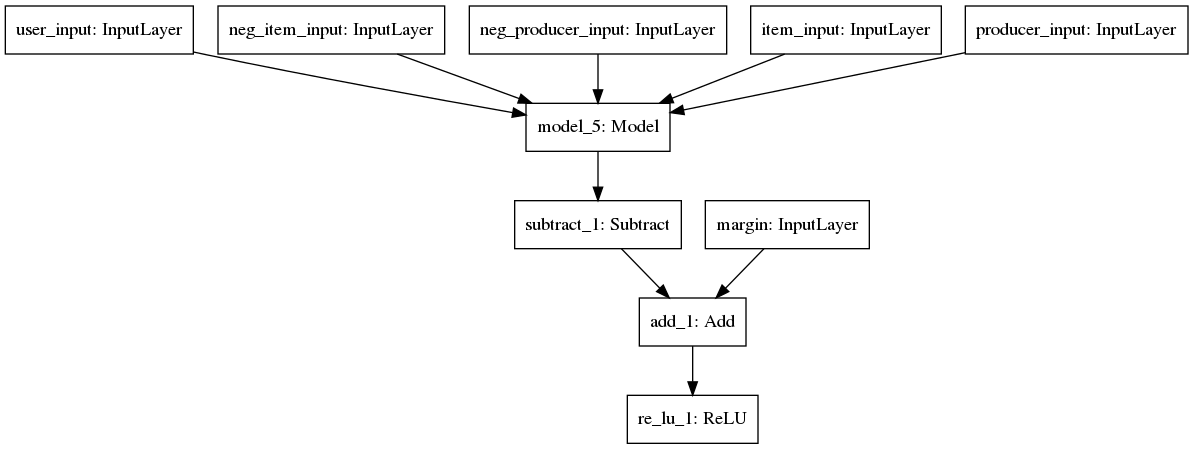 user_input: InputLayer
neg_item_input: InputLayer
neg_producer_input: InputLayer
item_input: InputLayer
producer_input: InputLayer
model_5: Model
subtract_1: Subtract
margin: InputLayer
add_1: Add
re_lu_1: ReLU